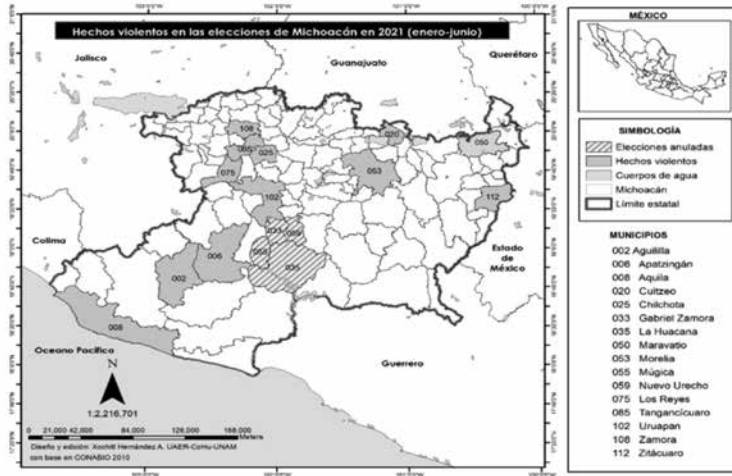 Hechos violentos en las elecciones de Michoacán en 2021 (enero-junio)
Jalisco
Guanajuato
Querétaro
108
085
025
020
050
075
053
102
112
033
059
055
006
002
035
008
Colima
Estado
de
México
Oceano Pacífico
Guerrero
N
1:2,216,701
0 21,000 42,000 84,000 126,000 168,000
Meters
Diseño y edición: Xochitl Hernández A. UAER-CoHu-UNAM
con base en CONABIO 2010
MÉXICO
SIMBOLOGÍA
Elecciones anuladas
Hechos violentos
Cuerpos de agua
Michoacán
Límite estatal
MUNICIPIOS
002 Aguililla
006 Apatzingán
008 Aquila
020 Cuitzeo
025 Chilchota
033 Gabriel Zamora
035 La Huacana
050 Maravatio
053 Morelia
055 Múgica
059 Nuevo Urecho
075 Los Reyes
085 Tangancícuaro
102 Uruapan
108 Zamora
112 Zitácuaro